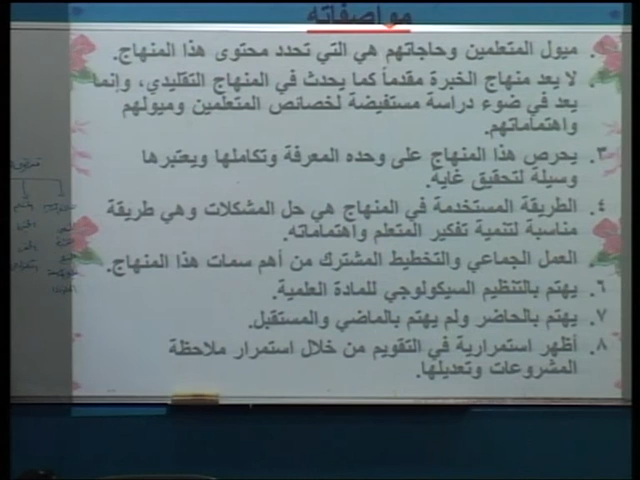 مواصفاته
. ميول المتعلمين وحاجاتهم هي التي تحدد محتوى هذا المنهاج.
. لا يعد منهاج الخبرة مقدماً كما يحدث في المنهاج التقليدي، وإنما
يعد في ضوء دراسة مستفيضة لخصائص المتعلمين وميولهم
واهتماماتهم.
٣. يحرص هذا المنهاج على وحده المعرفة وتكاملها ويعتبرها
وسيلة لتحقيق غاية.
٤. الطريقة المستخدمة في المنهاج هي حل المشكلات وهي طريقة
مناسبة لتنمية تفكير المتعلم واهتماماته.
. العمل الجماعي والتخطيط المشترك من أهم سمات هذا المنهاج.
٦. يهتم بالتنظيم السيكولوجي للمادة العلمية.
٧. يهتم بالحاضر ولم يهتم بالماضي والمستقبل.
٨. أظهر استمرارية في التقويم من خلال استمرار ملاحظة
المشروعات وتعديلها.